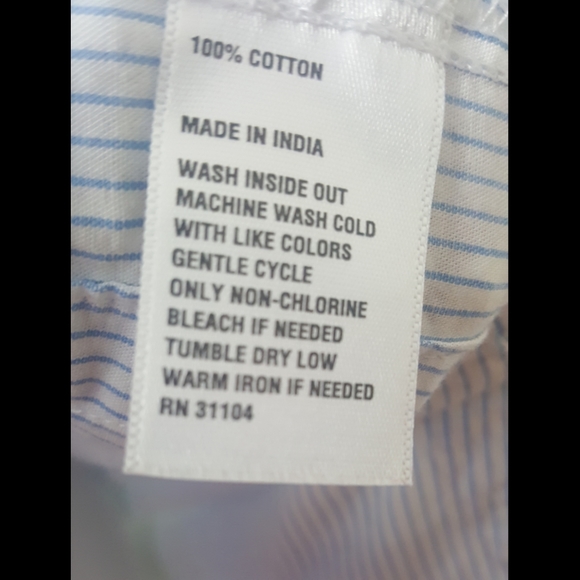 100% COTTON
MADE IN INDIA
WASH INSIDE OUT
MACHINE WASH COLD
WITH LIKE COLORS
GENTLE CYCLE
ONLY NON-CHLORINE
BLEACH IF NEEDED
TUMBLE DRY LOW
WARM IRON IF NEEDED
RN 31104